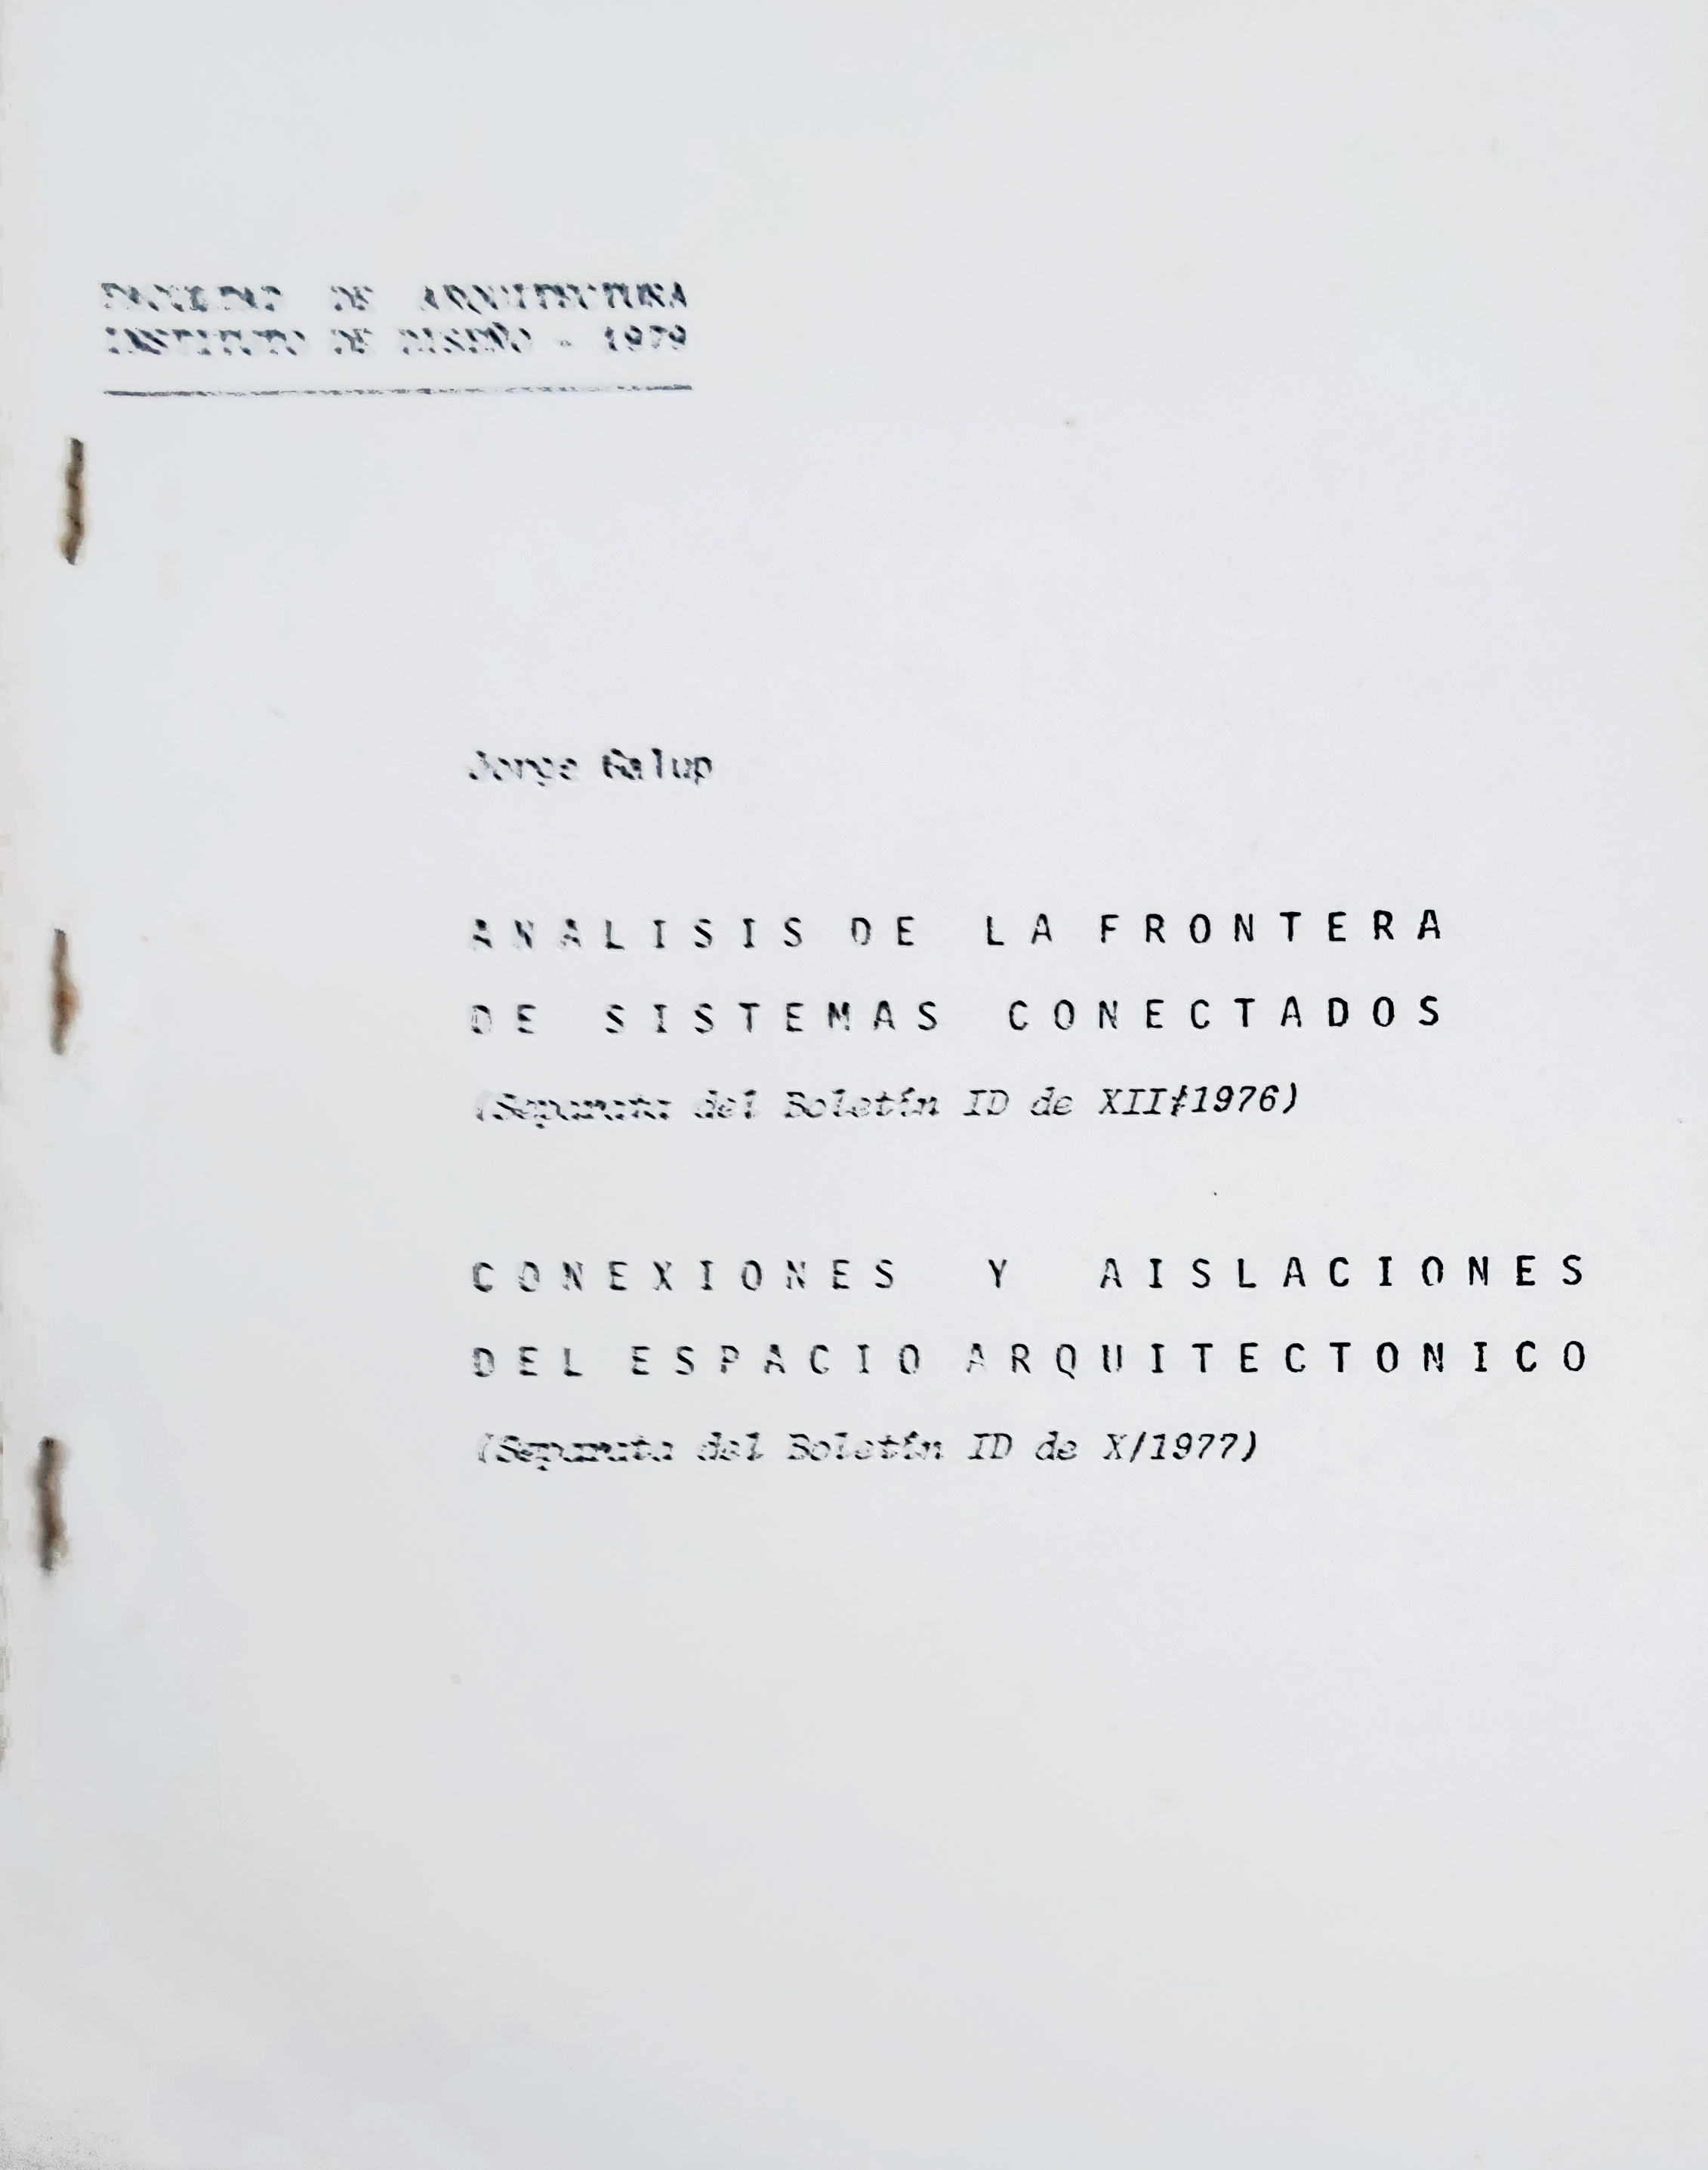 FACULTAD DE ARQUITECTURA
INSTITUTO DE DISEÑO - 1979
Jorge Galup
ANALISIS DE LA FRONTERA
DE SISTEMAS CONECTADOS
(Separata del Boletín ID de XII/1976)
CONEXIONES Y AISLACIONES
DEL ESPACIO ARQUITECTONICO
(Separata del Boletín ID de X/1977)